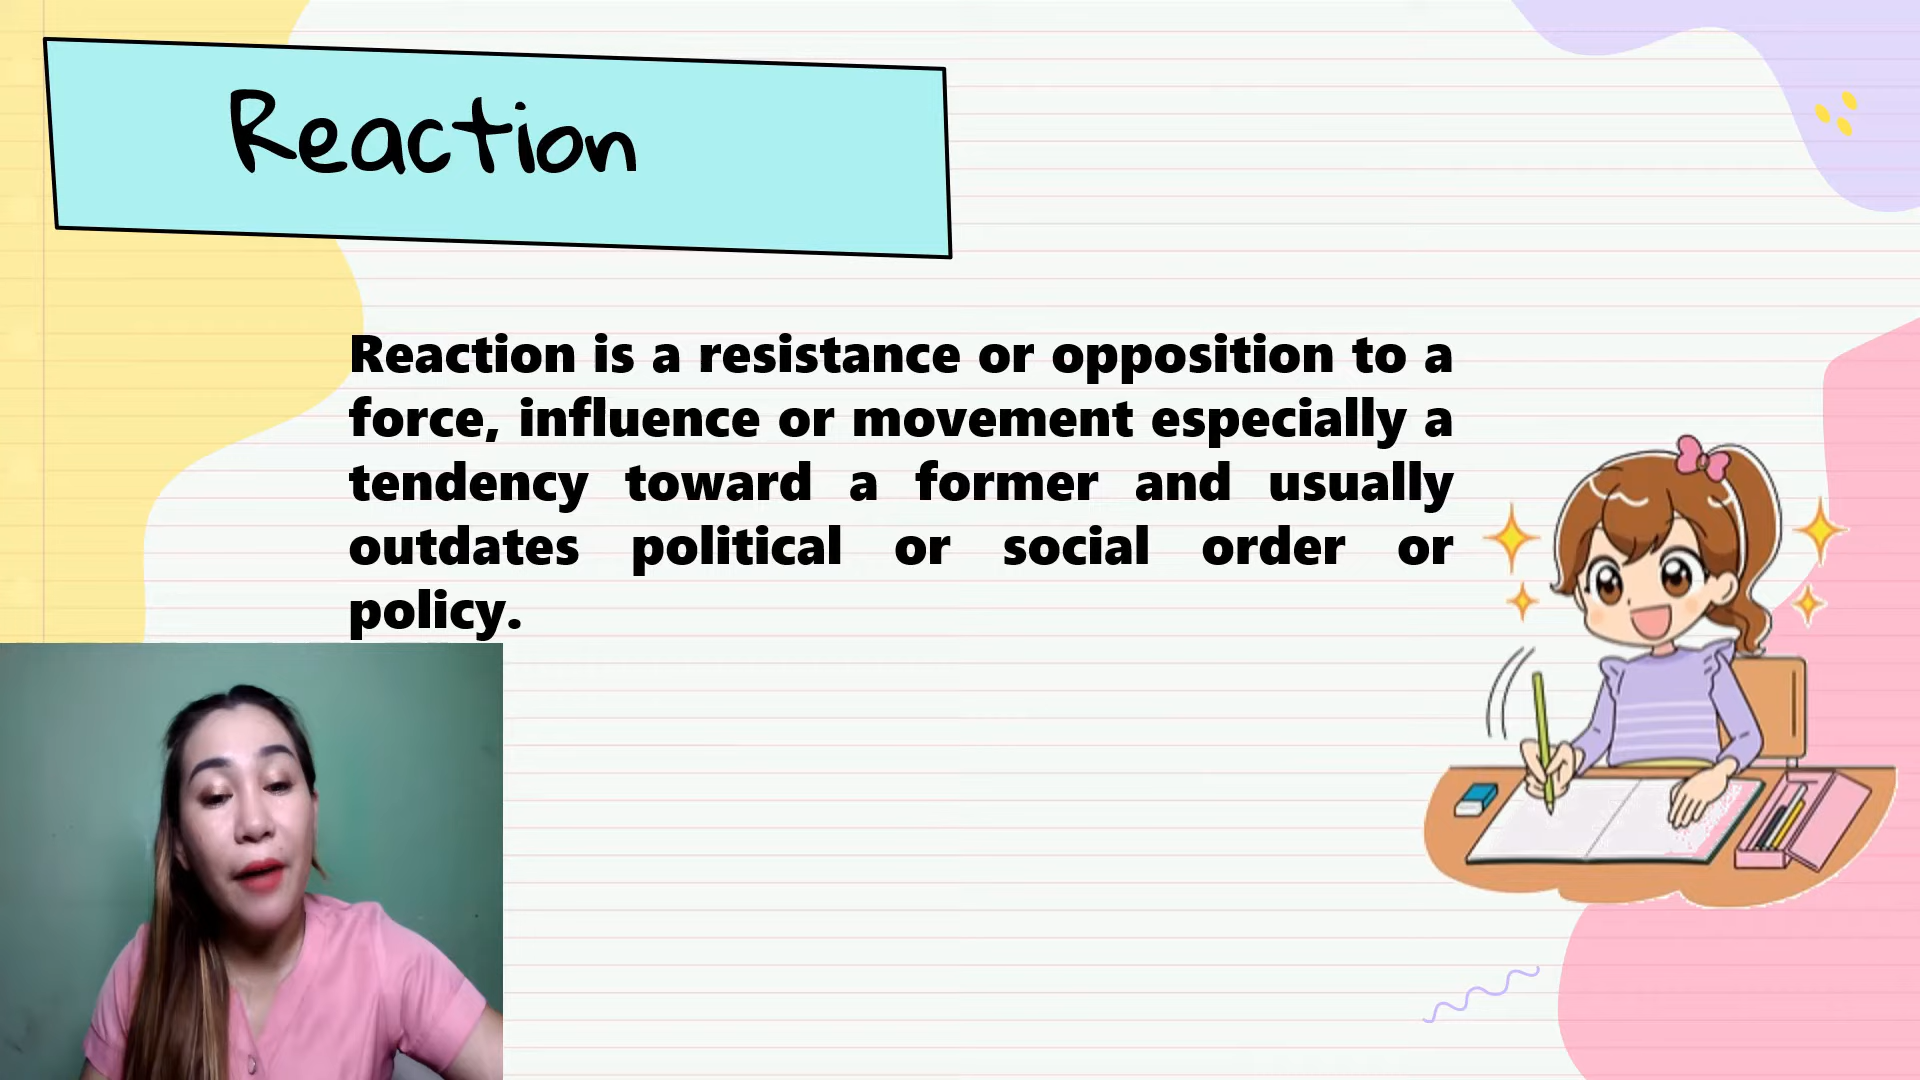 Reaction
Reaction is a resistance or opposition to a
force, influence or movement especially a
tendency toward a former and usually
outdates political or social order or
policy.